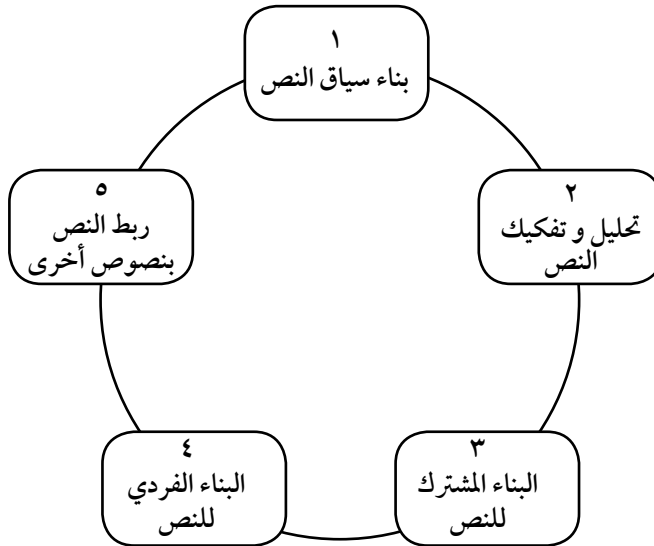 ١
بناء سياق النص
٢
تحليل و تفكيك
النص
٣
البناء المشترك
للنص
٤
البناء الفردي
للنص
٥
ربط النص
بنصوص أخرى